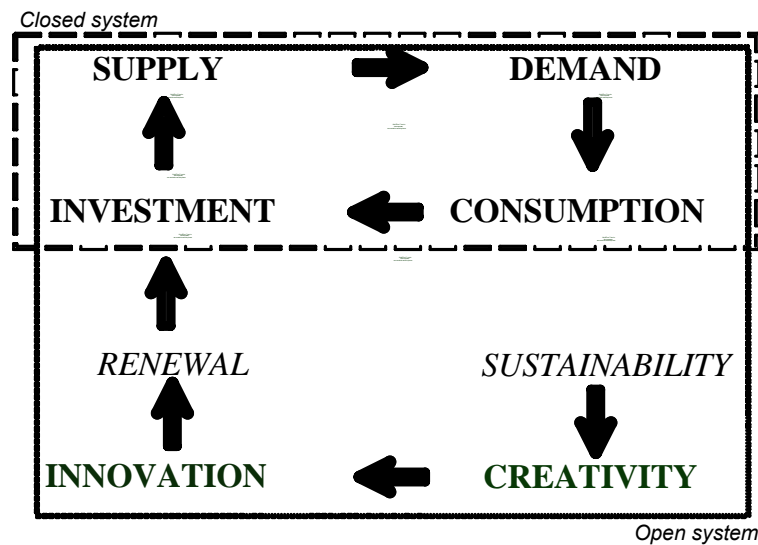 Closed system
SUPPLY DEMAND
INVESTMENT CONSUMPTION
RENEWAL SUSTAINABILITY
INNOVATION CREATIVITY
Open system